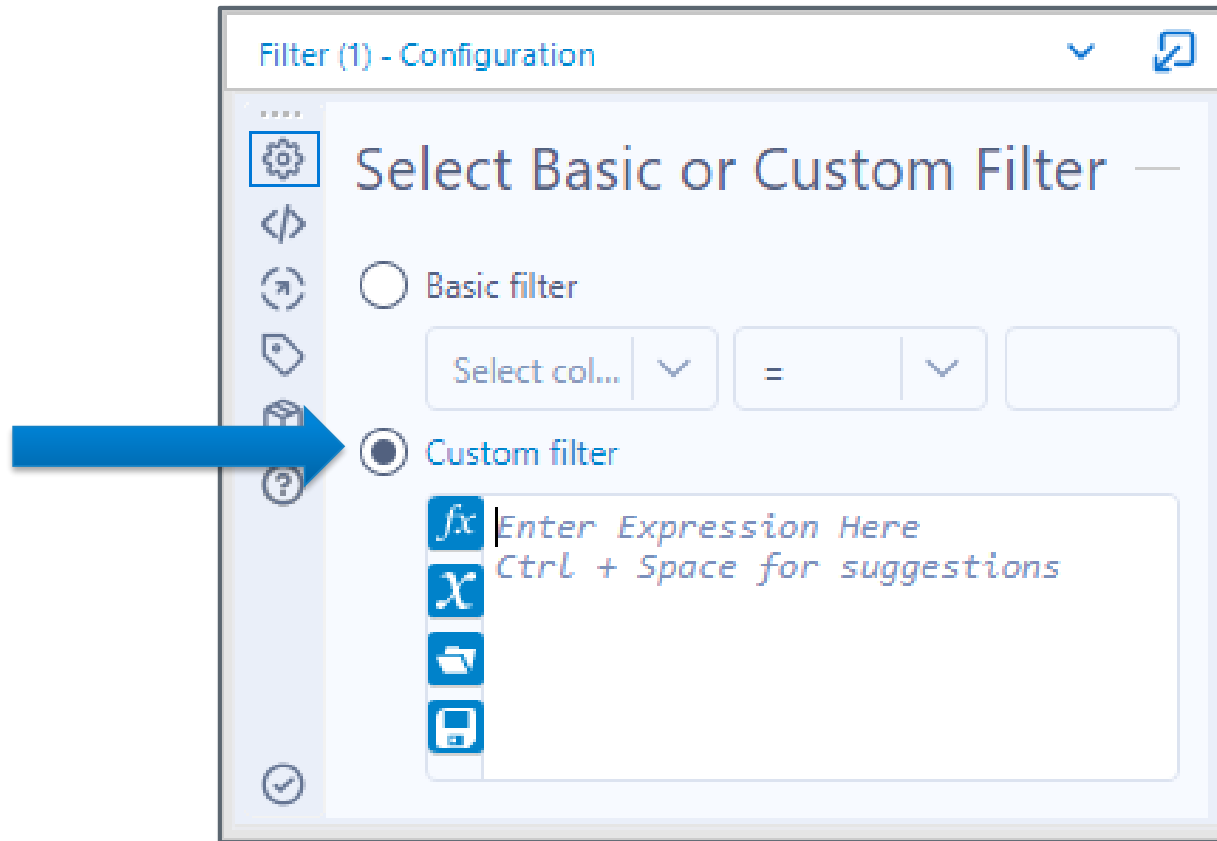 Filter (1) - Configuration
Select Basic or Custom Filter
Basic filter
Select col... =
Custom filter
fx Enter Expression Here
Ctrl + Space for suggestions
X